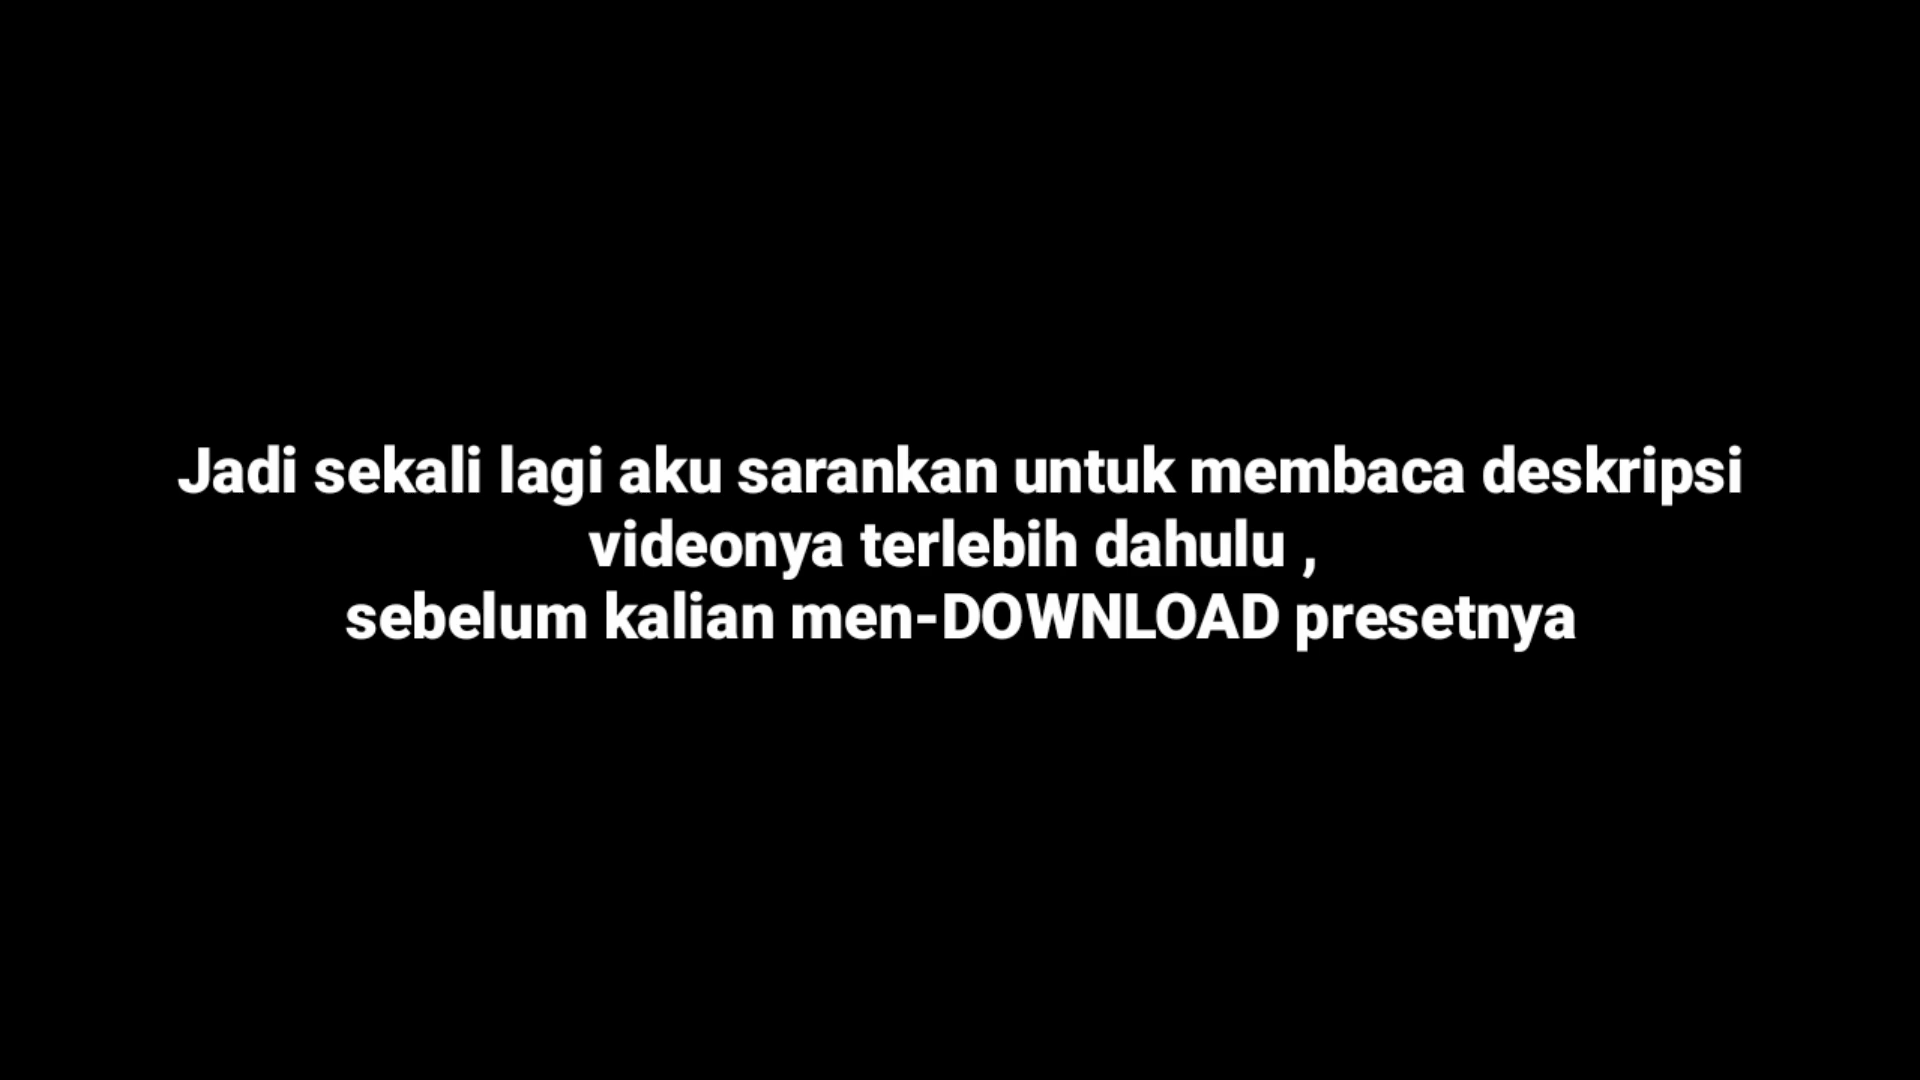 Jadi sekali lagi aku sarankan untuk membaca deskripsi
videonya terlebih dahulu ,
sebelum kalian men-DOWNLOAD presetnya